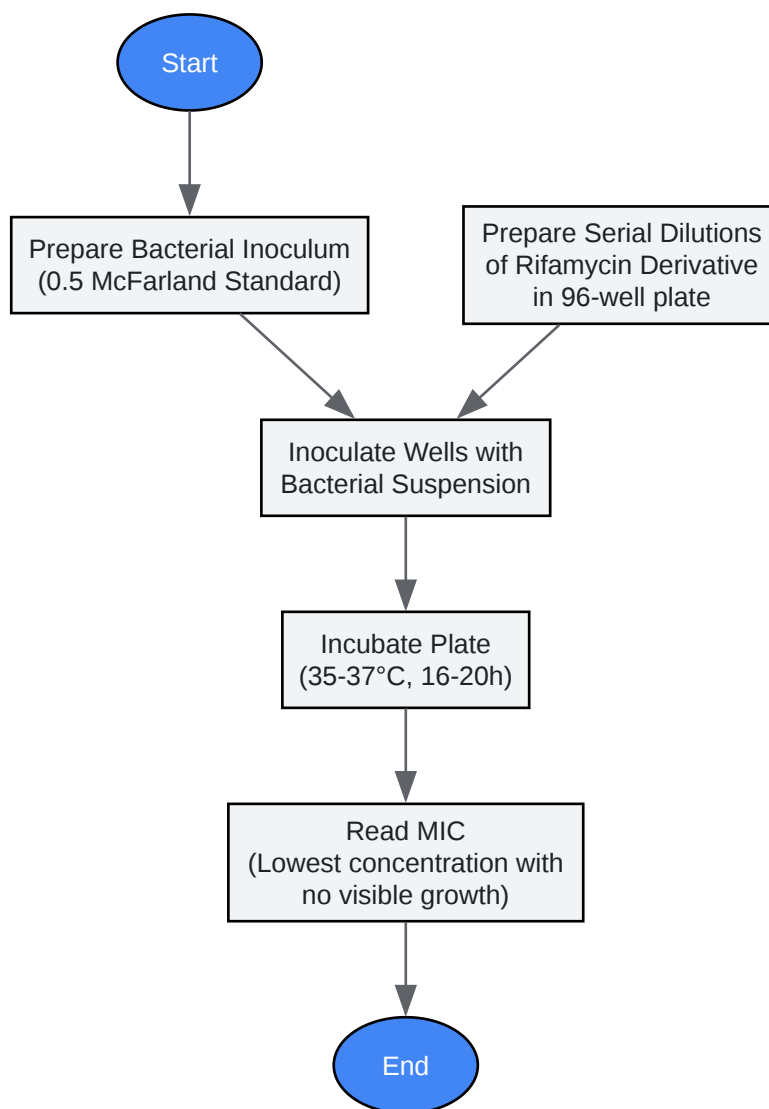 Start
Prepare Bacterial Inoculum
(0.5 McFarland Standard)
Prepare Serial Dilutions
of Rifamycin Derivative
in 96-well plate
Inoculate Wells with
Bacterial Suspension
Incubate Plate
(35-37°C, 16-20h)
Read MIC
(Lowest concentration with
no visible growth)
End